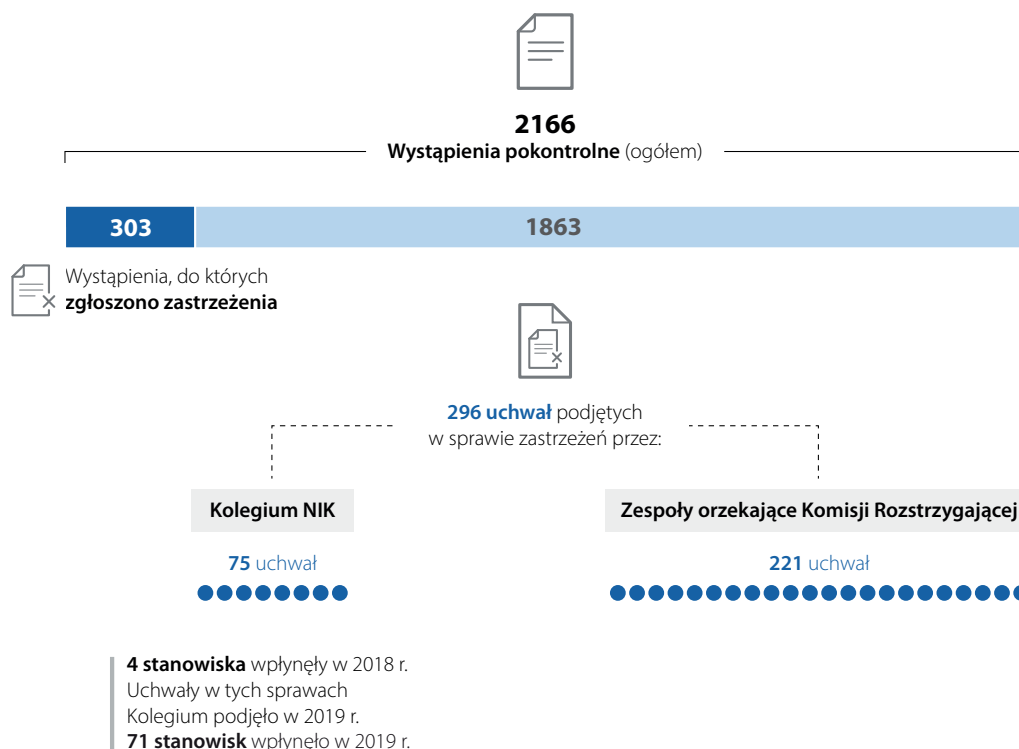 2166
Wystąpienia pokontrolne (ogółem)
303
1863
Wystąpienia, do których
zgłoszono zastrzeżenia
296 uchwał podjętych
w sprawie zastrzeżeń przez:
Kolegium NIK
Zespoły orzekające Komisji Rozstrzygającej
75 uchwał
221 uchwał
4 stanowiska wpłynęły w 2018 r.
Uchwały w tych sprawach
Kolegium podjęło w 2019 r.
71 stanowisk wpłynęło w 2019 r.